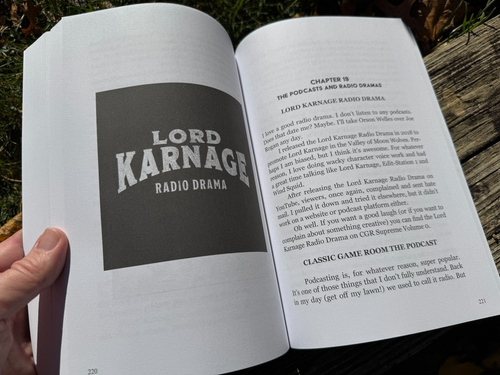 LORD
KARNAGE
RADIO DRAMA
220
CHAPTER 19
THE PODCASTS AND RADIO DRAMAS
LORD KARNAGE RADIO DRAMA
I love a good radio drama. I don't listen to any podcasts.
Does that date me? Maybe. I'll take Orson Welles over Joe
Rogan any day.
I released the Lord Karnage Radio Drama in 2018 to
promote Lord Karnage in the Valley of Moon Wolves. Per-
haps I am biased, but I think it's awesome. For whatever
reason, I love doing wacky character voice work and had
a great time talking like Lord Karnage, Edit-Station 1 and
Wind Squid.
After releasing the Lord Karnage Radio Drama on
YouTube, viewers, once again, complained and sent hate
mail. I pulled it down and tried it elsewhere, but it didn't
work on a website or podcast platform either.
Oh well. If you want a good laugh (or if you want to
complain about something creative) you can find the Lord
Karnage Radio Drama on CGR Supreme Volume 0.
CLASSIC GAME ROOM THE PODCAST
Podcasting is, for whatever reason, super popular.
It's one of those things that I don't fully understand. Back
in my day (get off my lawn!) we used to call it radio. But
221